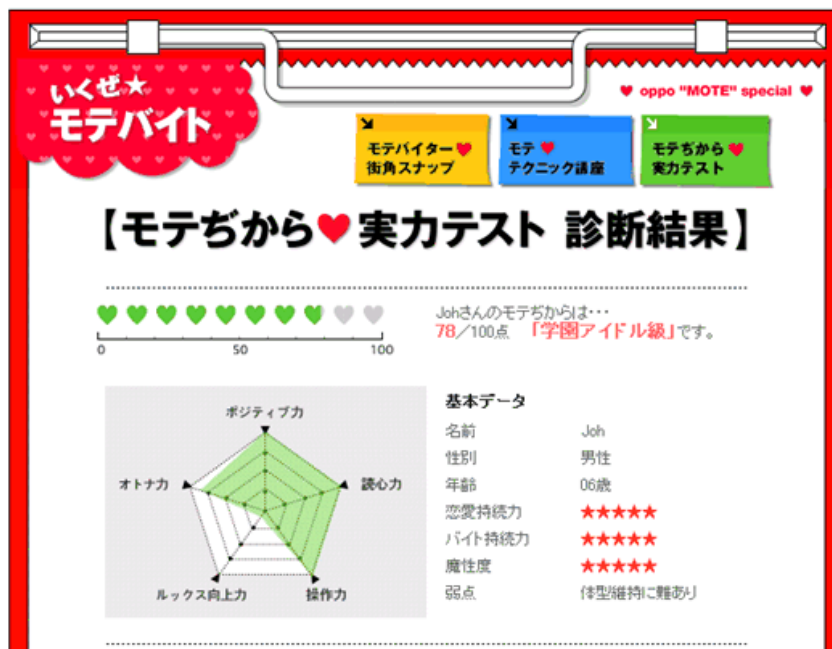 いくぜ★
モテバイト
♥ oppo "MOTE" special ♥
モテバイター♥
街角スナップ
モテ♥
テクニック講座
モテぢから♥
実力テスト
【モテぢから♥実力テスト 診断結果】
0 50 100
Johさんのモテぢからは・・・
78/100点 「学園アイドル級」です。
ポジティブ力
オトナ力
読心力
ルックス向上力
操作力
基本データ
名前 Joh
性別 男性
年齢 06歳
恋愛持続力 ★★★★★
バイト持続力 ★★★★★
魔性度 ★★★★★
弱点 体型維持に難あり